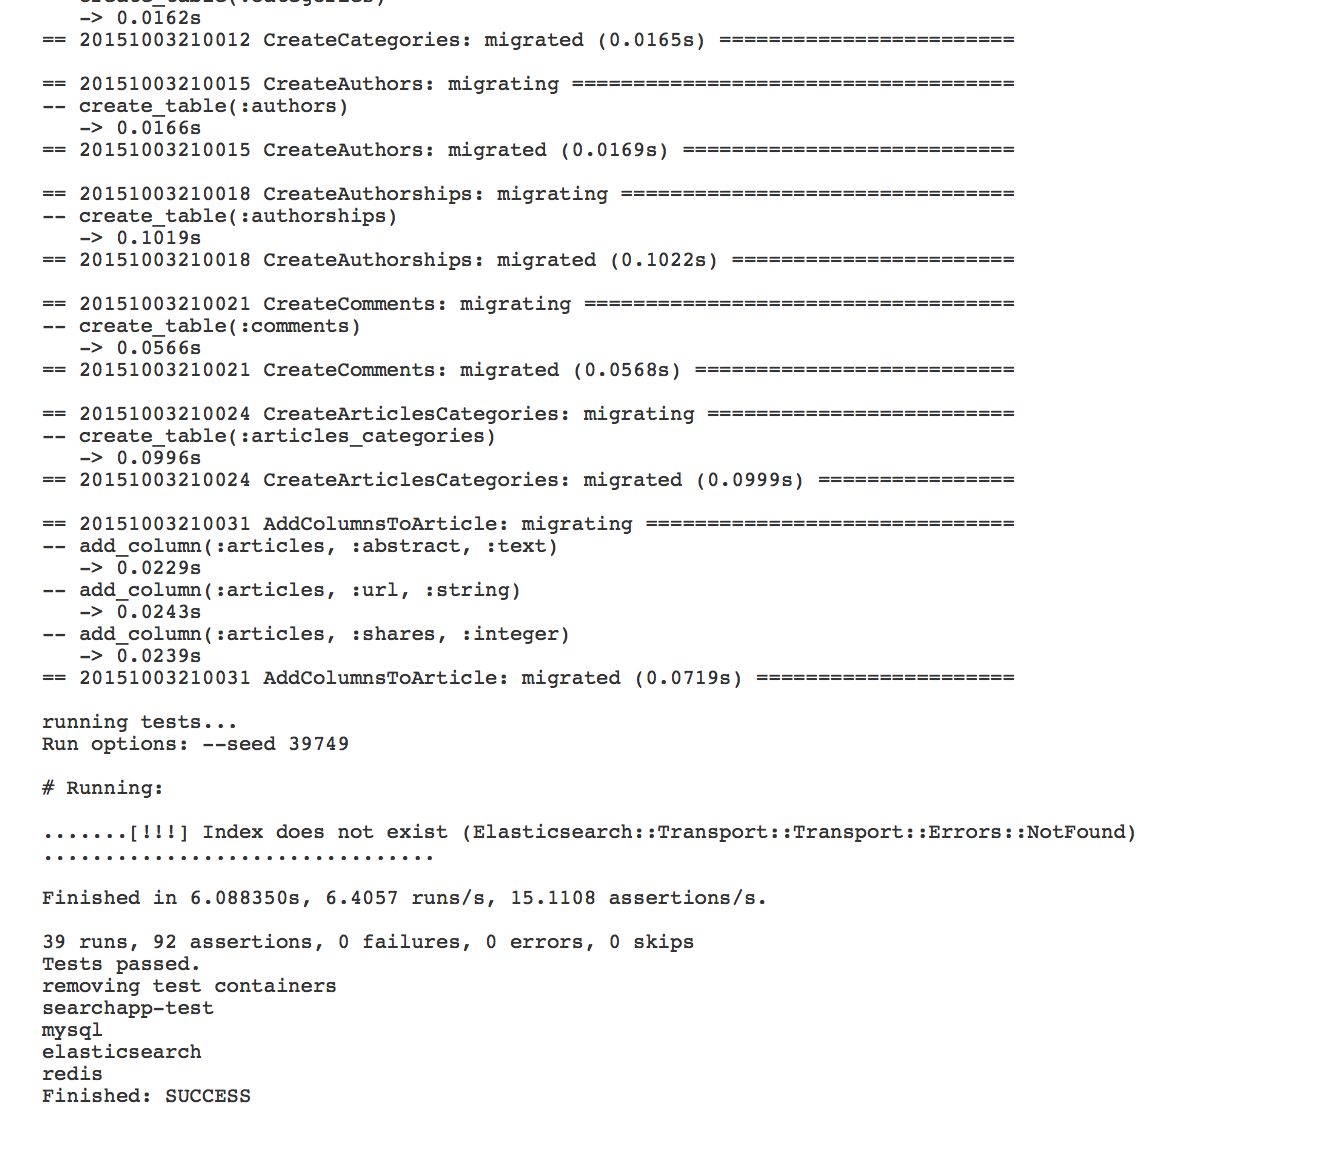 create_table(:categories)
   -> 0.0162s
== 20151003210012 CreateCategories: migrated (0.0165s) ========================

== 20151003210015 CreateAuthors: migrating ====================================
-- create_table(:authors)
   -> 0.0166s
== 20151003210015 CreateAuthors: migrated (0.0169s) ===========================

== 20151003210018 CreateAuthorships: migrating ================================
-- create_table(:authorships)
   -> 0.1019s
== 20151003210018 CreateAuthorships: migrated (0.1022s) =======================

== 20151003210021 CreateComments: migrating ===================================
-- create_table(:comments)
   -> 0.0566s
== 20151003210021 CreateComments: migrated (0.0568s) ==========================

== 20151003210024 CreateArticlesCategories: migrating =========================
-- create_table(:articles_categories)
   -> 0.0996s
== 20151003210024 CreateArticlesCategories: migrated (0.0999s) ================

== 20151003210031 AddColumnsToArticle: migrating ==============================
-- add_column(:articles, :abstract, :text)
   -> 0.0229s
-- add_column(:articles, :url, :string)
   -> 0.0243s
-- add_column(:articles, :shares, :integer)
   -> 0.0239s
== 20151003210031 AddColumnsToArticle: migrated (0.0719s) =====================

running tests...
Run options: --seed 39749

# Running:

.......[!!!] Index does not exist (Elasticsearch::Transport::Transport::Errors::NotFound)
................................

Finished in 6.088350s, 6.4057 runs/s, 15.1108 assertions/s.

39 runs, 92 assertions, 0 failures, 0 errors, 0 skips
Tests passed.
removing test containers
searchapp-test
mysql
elasticsearch
redis
Finished: SUCCESS